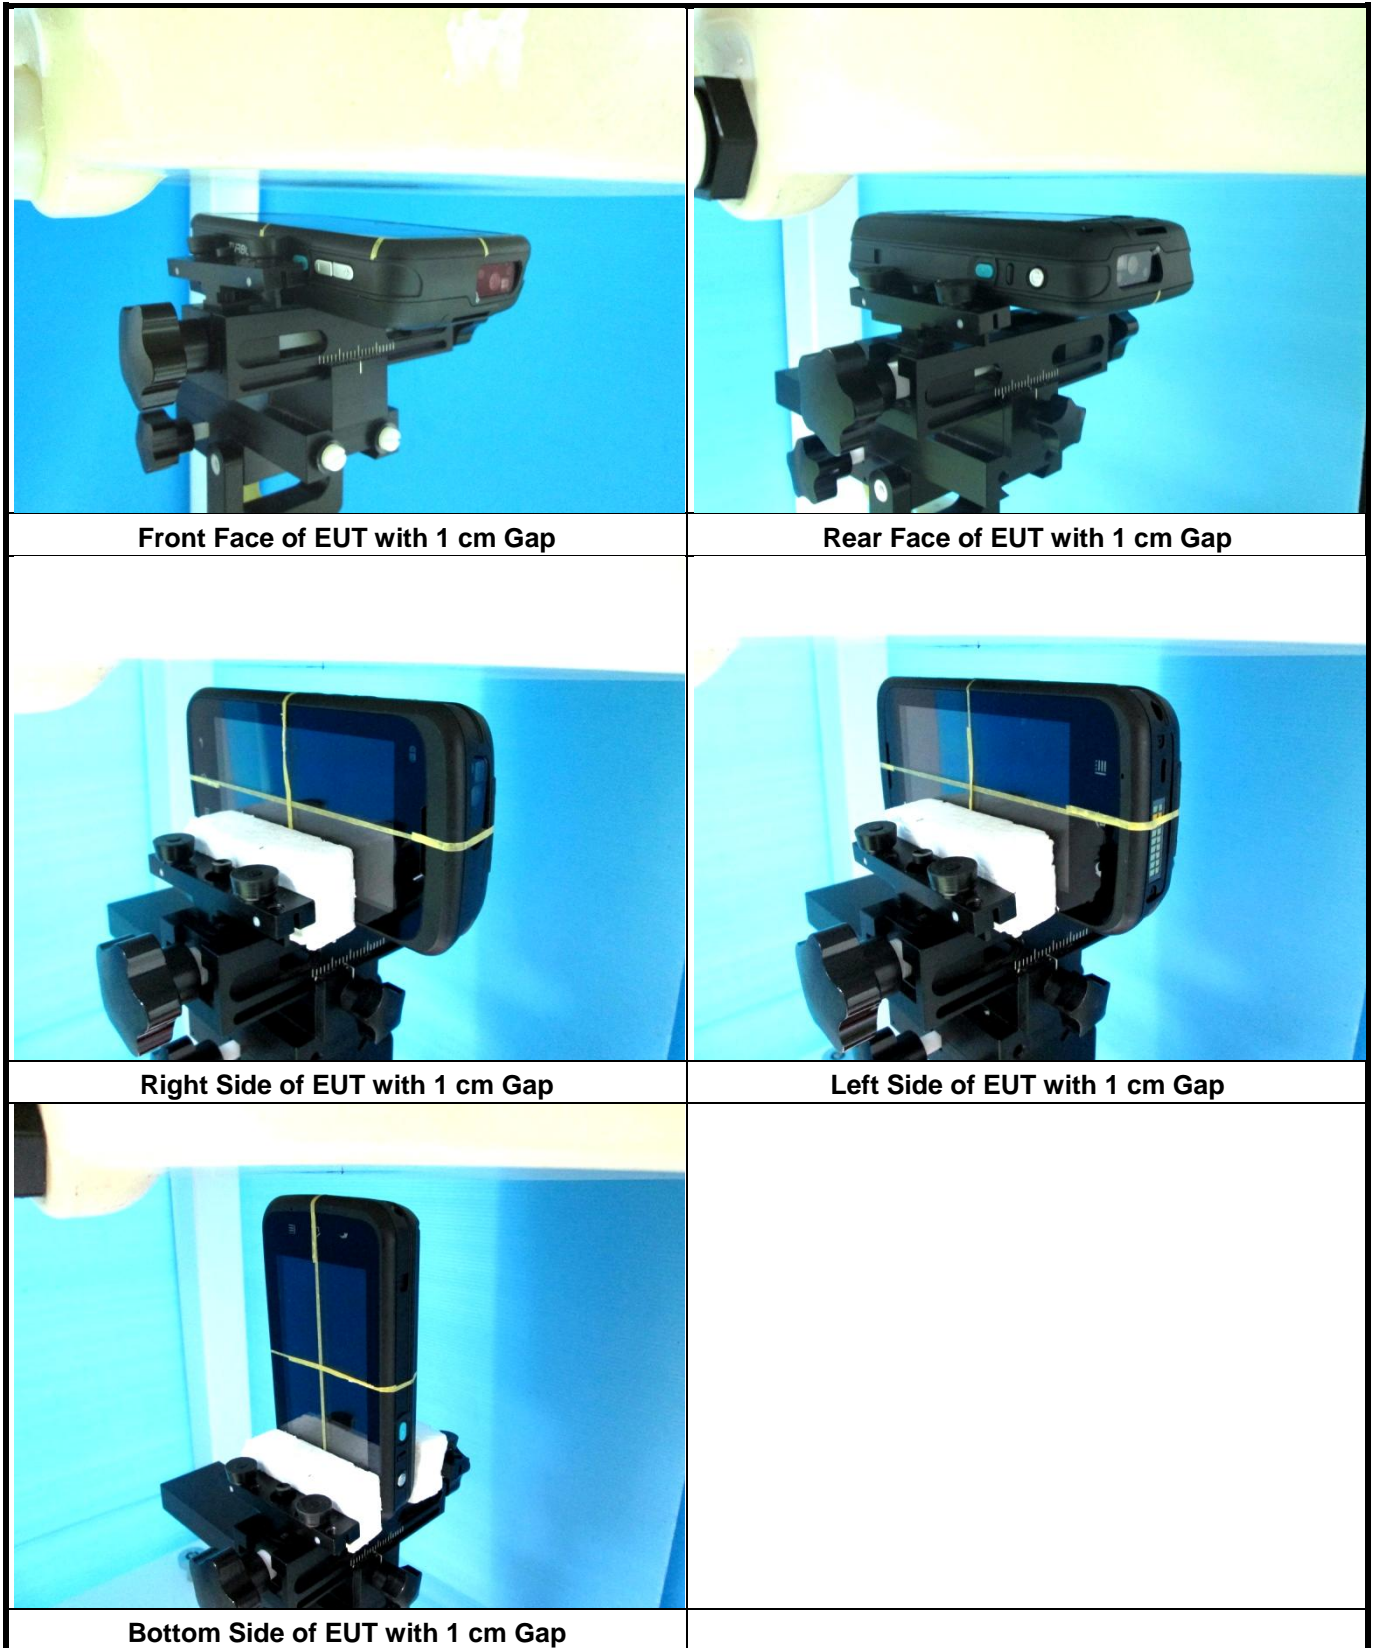 Front Face of EUT with 1 cm Gap
Rear Face of EUT with 1 cm Gap
Right Side of EUT with 1 cm Gap
Left Side of EUT with 1 cm Gap
Bottom Side of EUT with 1 cm Gap